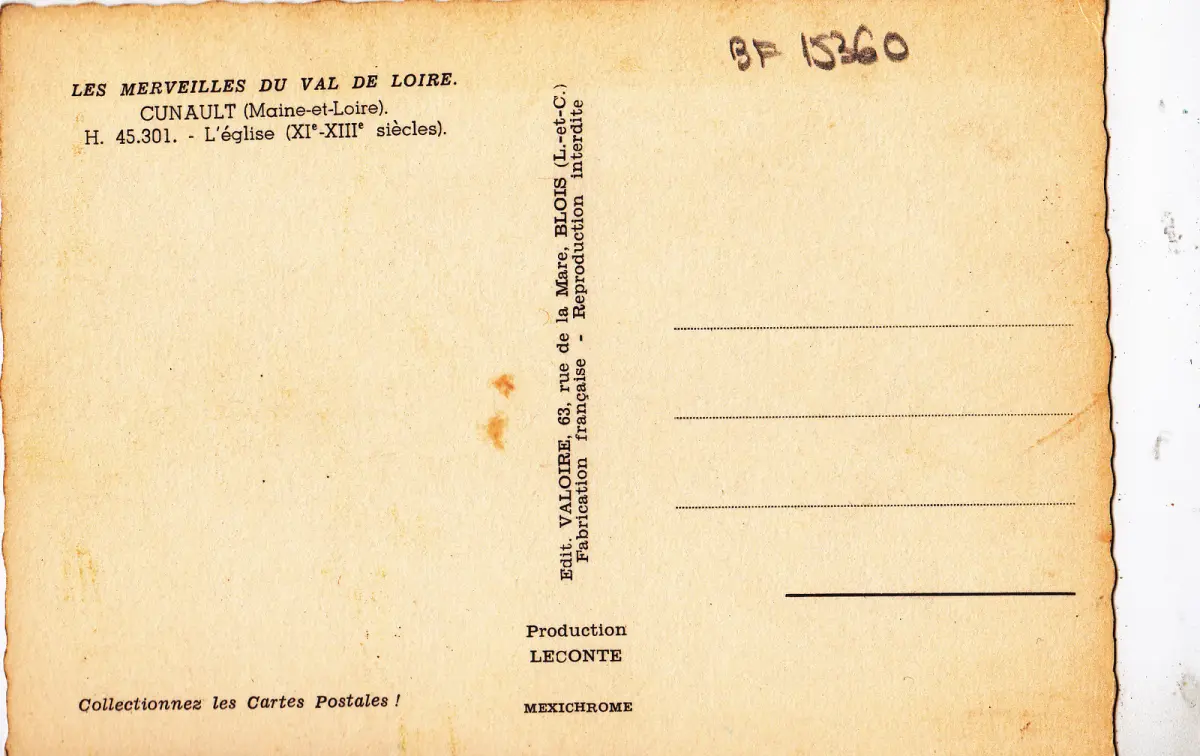 BF 15360
LES MERVEILLES DU VAL DE LOIRE.
CUNAULT (Maine-et-Loire).
H. 45.301. - L'église (XIe-XIIIe siècles).
Edit. VALOIRE, 63, rue de la Mare, BLOIS (L.-et-C.)
Fabrication française - Reproduction interdite
Production
LECONTE
MEXICHROME
Collectionnez les Cartes Postales !